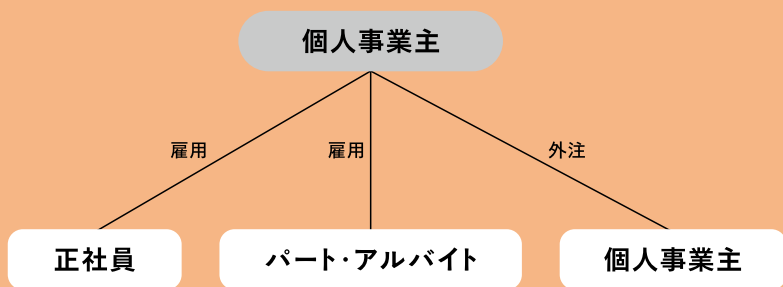 個人事業主
雇用
雇用
外注
正社員
パート・アルバイト
個人事業主